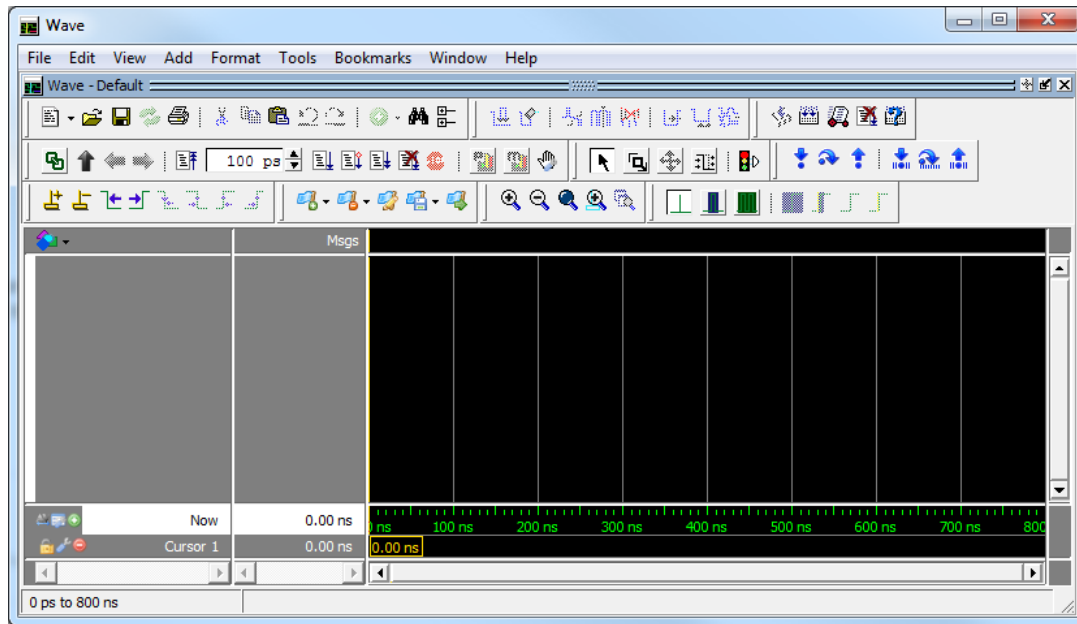 Wave
File Edit View Add Format Tools Bookmarks Window Help
Wave - Default
100 ps
Msgs
Now 0.00 ns
ns 100 ns 200 ns 300 ns 400 ns 500 ns 600 ns 700 ns 800
Cursor 1 0.00 ns 0.00 ns
0 ps to 800 ns